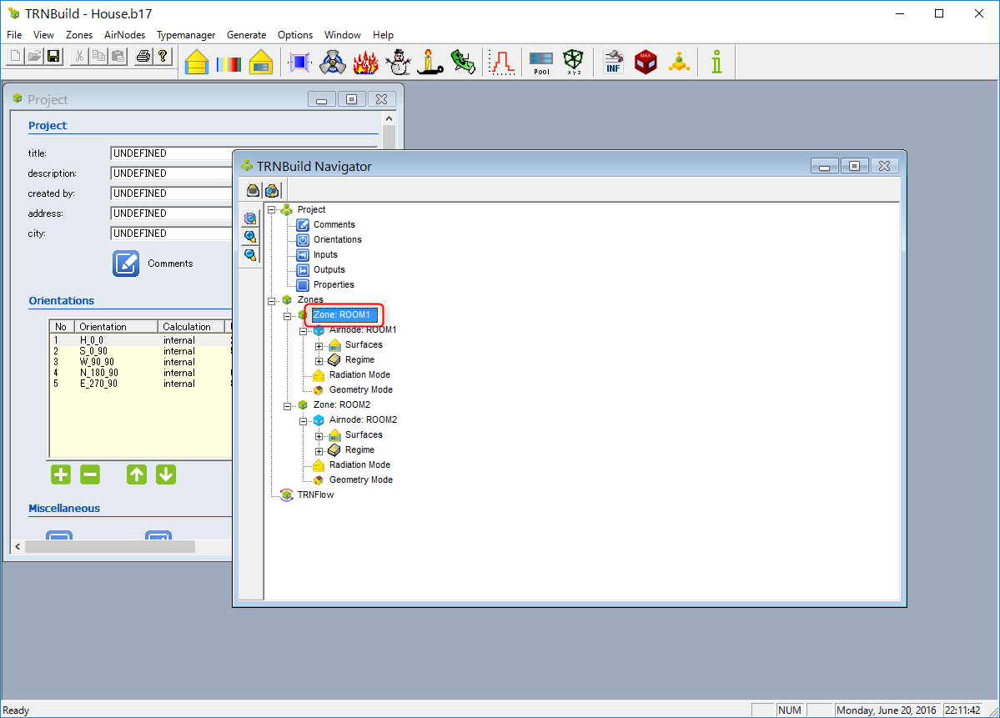 TRNBuild - House.b17
File View Zones AirNodes Typemanager Generate Options Window Help
Pool
x y z
INF
MAX
Project
Project
title: UNDEFINED
description: UNDEFINED
created by: UNDEFINED
address: UNDEFINED
city: UNDEFINED
Comments
Orientations
No Orientation Calculation
1 H_0_0 internal
2 S_0_90 internal
3 W_90_90 internal
4 N_180_90 internal
5 E_270_90 internal
Miscellaneous
TRNBuild Navigator
Project
Comments
Orientations
Inputs
Outputs
Properties
Zones
Zone: ROOM1
Airnode: ROOM1
Surfaces
Regime
Radiation Mode
Geometry Mode
Zone: ROOM2
Airnode: ROOM2
Surfaces
Regime
Radiation Mode
Geometry Mode
TRNFlow
Ready NUM Monday, June 20, 2016 22:11:42